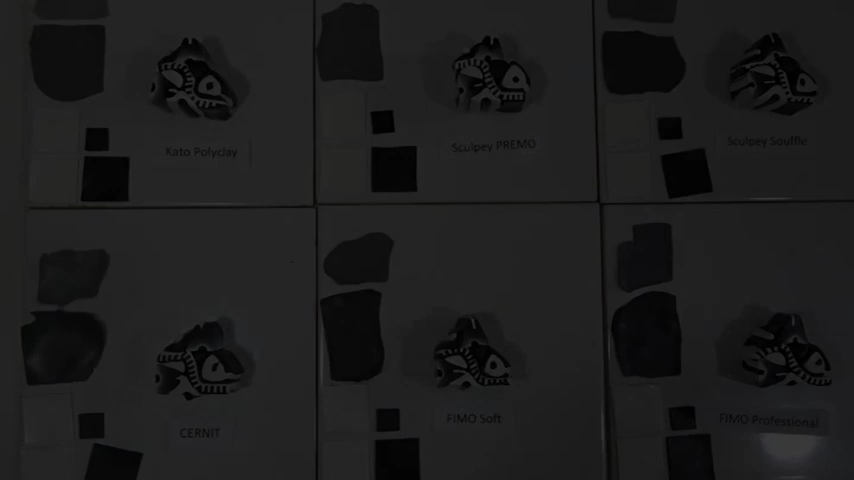 Kato Polyclay
Sculpey PREMO
Sculpey Souffle
CERNIT
FIMO Soft
FIMO Professional